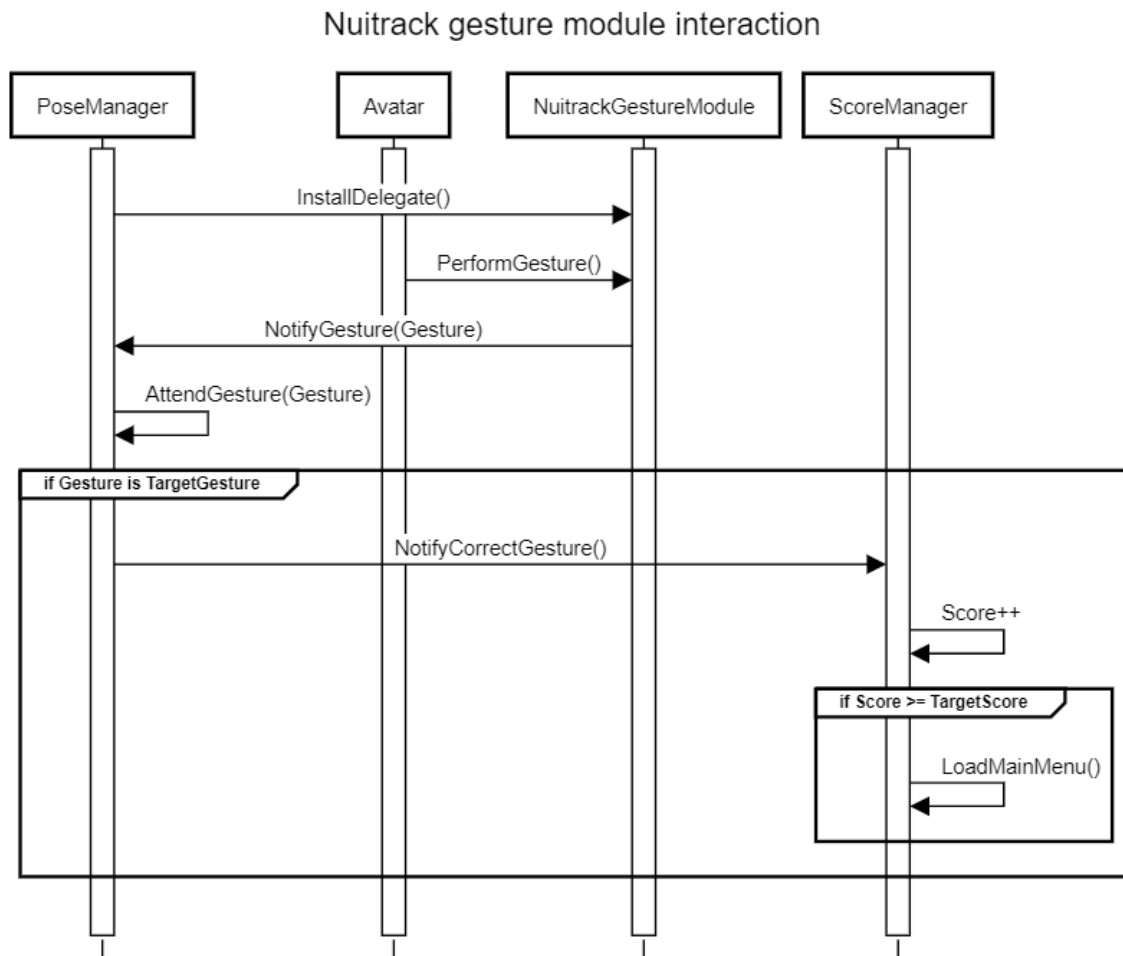 Nuitrack gesture module interaction
PoseManager
Avatar
NuitrackGestureModule
ScoreManager
InstallDelegate()
PerformGesture()
NotifyGesture(Gesture)
AttendGesture(Gesture)
if Gesture is TargetGesture
NotifyCorrectGesture()
Score++
if Score >= TargetScore
LoadMainMenu()